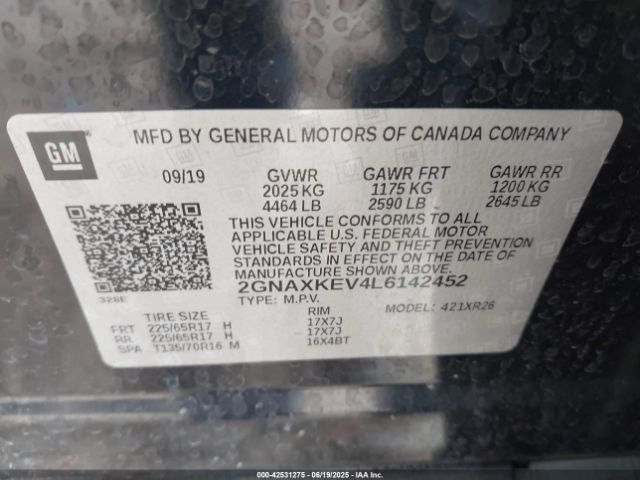 GM
MFD BY GENERAL MOTORS OF CANADA COMPANY
09/19 GVWR GAWR FRT GAWR RR
2025 KG 1175 KG 1200 KG
4464 LB 2590 LB 2645 LB
THIS VEHICLE CONFORMS TO ALL
APPLICABLE U.S. FEDERAL MOTOR
VEHICLE SAFETY AND THEFT PREVENTION
STANDARDS IN EFFECT ON THE DATE
OF MANUFACTURE SHOWN ABOVE.
2GNAXKEV4L6142452
328E
TYPE: M.P.V. MODEL: 421XR26
TIRE SIZE RIM
FRT 225/65R17 H 17X7J
RR 225/65R17 H 17X7J
SPA T135/70R16 M 16X4BT
000-42531275 - 06/19/2025 - IAABUYER.COM